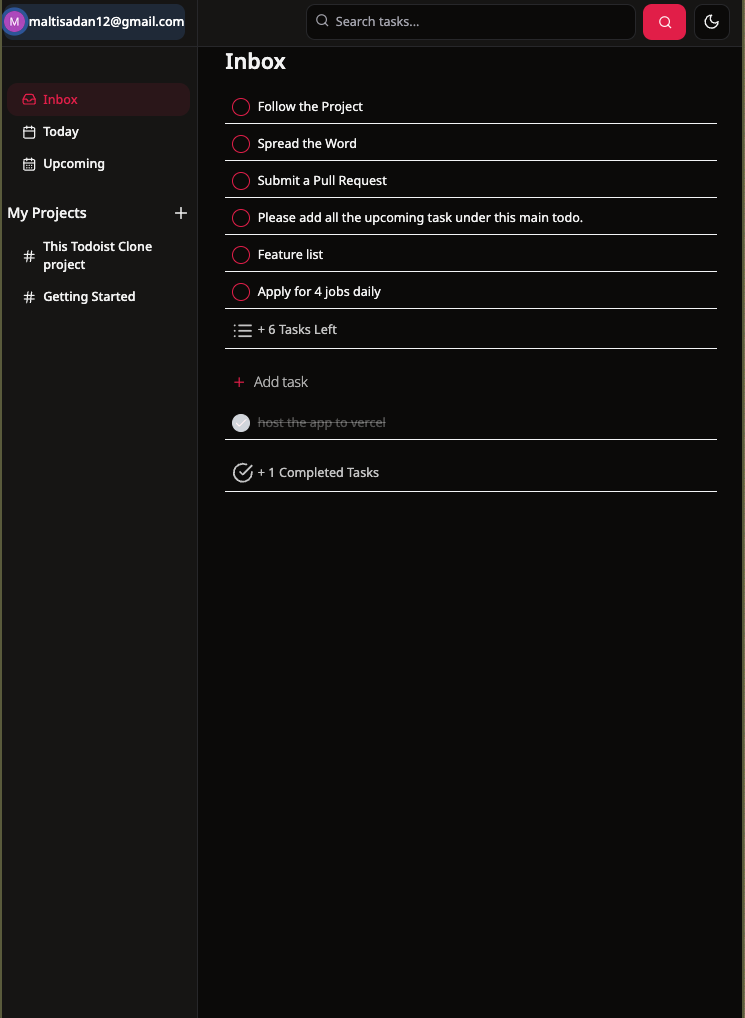 M maltisadan12@gmail.com
Search tasks...
Inbox
Today
Upcoming
My Projects
This Todoist Clone
project
Getting Started
Inbox
Follow the Project
Spread the Word
Submit a Pull Request
Please add all the upcoming task under this main todo.
Feature list
Apply for 4 jobs daily
+ 6 Tasks Left
+ Add task
host the app to vercel
+ 1 Completed Tasks